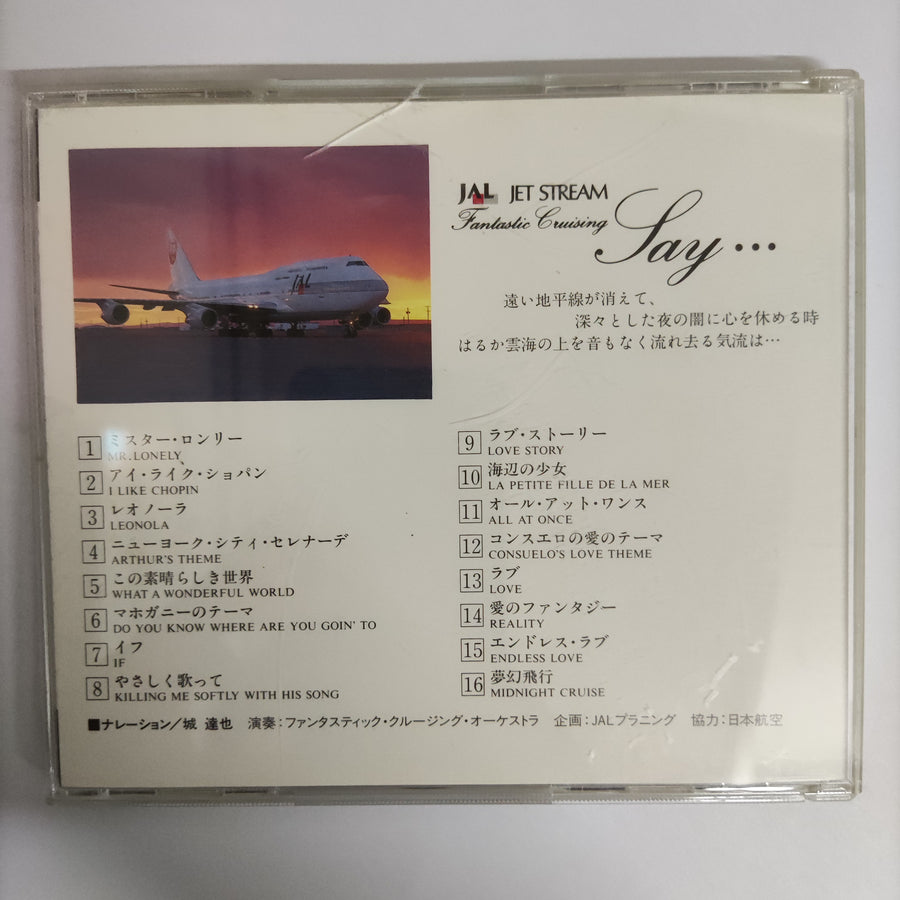 JAL JET STREAM
Fantastic Cruising
Say…
遠い地平線が消えて、
深々とした夜の闇に心を休める時
はるか雲海の上を音もなく流れ去る気流は…
JAL
1 ミスター・ロンリー
MR.LONELY
2 アイ・ライク・ショパン
I LIKE CHOPIN
3 レオノーラ
LEONOLA
4 ニューヨーク・シティ・セレナーデ
ARTHUR'S THEME
5 この素晴らしき世界
WHAT A WONDERFUL WORLD
6 マホガニーのテーマ
DO YOU KNOW WHERE ARE YOU GOIN' TO
7 イフ
IF
8 やさしく歌って
KILLING ME SOFTLY WITH HIS SONG
9 ラブ・ストーリー
LOVE STORY
10 海辺の少女
LA PETITE FILLE DE LA MER
11 オール・アット・ワンス
ALL AT ONCE
12 コンスエロの愛のテーマ
CONSUELO'S LOVE THEME
13 ラブ
LOVE
14 愛のファンタジー
REALITY
15 エンドレス・ラブ
ENDLESS LOVE
16 夢幻飛行
MIDNIGHT CRUISE
■ナレーション/城 達也 演奏：ファンタスティック・クルージング・オーケストラ 企画：JALプラニング 協力：日本航空